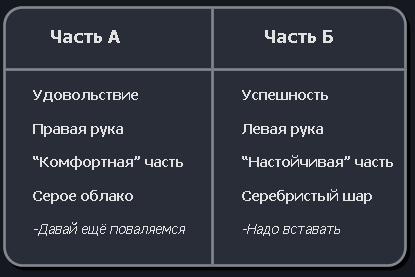 Часть А
Часть Б
Удовольствие
Успешность
Правая рука
Левая рука
“Комфортная” часть
“Настойчивая” часть
Серое облако
Серебристый шар
-Давай ещё поваляемся
-Надо вставать